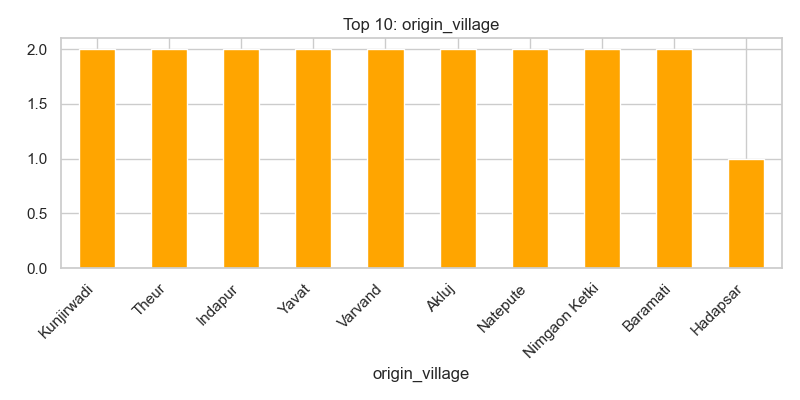 Top 10: origin_village
2.0
1.5
1.0
0.5
0.0
Kunjirwadi
Theur
Indapur
Yavat
Varvand
Akluj
Natepute
Nimgaon Ketki
Baramati
Hadapsar
origin_village